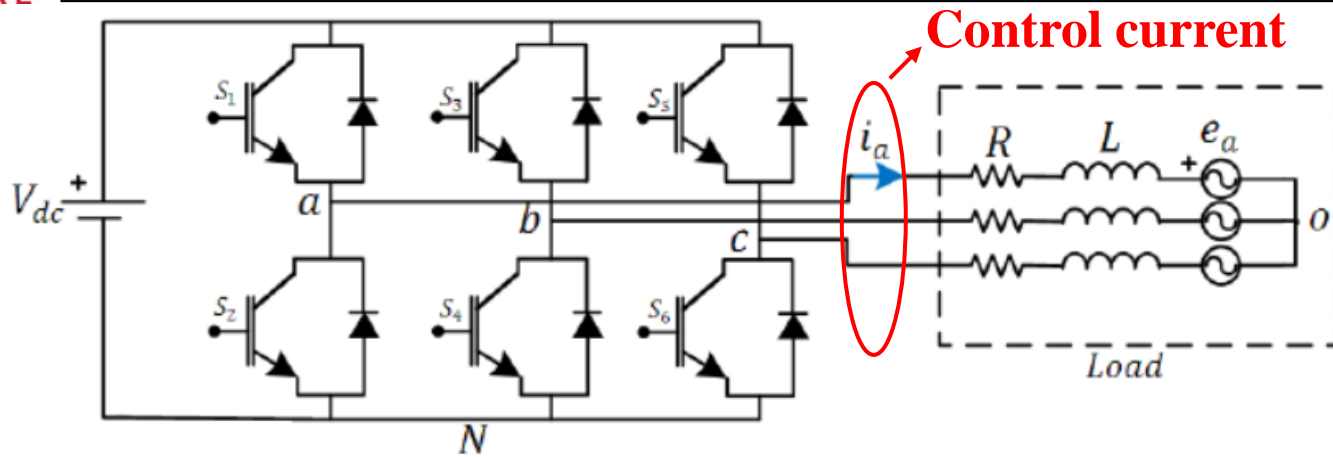 Control current
S₁
S₃
S₅
i_a
R
L
e_a
+
+
V_dc
a
b
c
o
S₂
S₄
S₆
Load
N